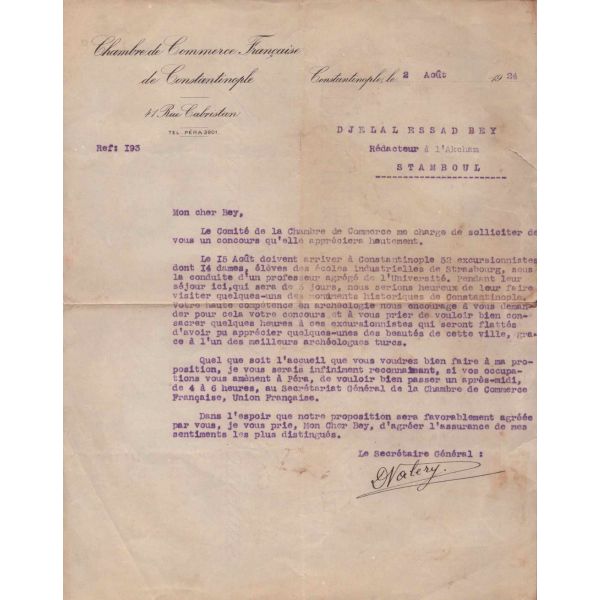 Chambre de Commerce Française
de Constantinople
41 Rue Cabristan
TEL. PÉRA 3901
Ref: I93
Constantinople, le 2 Août 1924
DJELAL ESSAD BEY
Rédacteur à l'Akcham
STAMBOUL
Mon cher Bey,
Le Comité de la Chambre de Commerce me charge de solliciter de
vous un concours qu'elle appréciera hautement.
Le I5 Août doivent arriver à Constantinople 52 excursionnistes
dont I4 dames, élèves des écoles industrielles de Strasbourg, sous
la conduite d'un professeur agrégé de l'Université. Pendant leur
séjour ici, qui sera de 3 jours, nous serions heureux de leur faire
visiter quelques-uns des monuments historiques de Constantinople.
Votre haute compétence en archéologie nous encourage à vous deman-
der pour cela votre concours et à vous prier de vouloir bien con-
sacrer quelques heures à ces excursionnistes qui seront flattés
d'avoir pu apprécier quelques-unes des beautés de cette ville, grâ-
ce à l'un des meilleurs archéologues turcs.
Quel que soit l'accueil que vous voudrez bien faire à ma pro-
position, je vous serais infiniment reconnaisant, si vos occupa-
tions vous amènent à Péra, de vouloir bien passer un après-midi,
de 4 à 6 heures, au Secrétariat Général de la Chambre de Commerce
Française, Union Française.
Dans l'espoir que notre proposition sera favorablement agréée
par vous, je vous prie, Mon Cher Bey, d'agréer l'assurance de mes
sentiments les plus distingués.
Le Secrétaire Général :